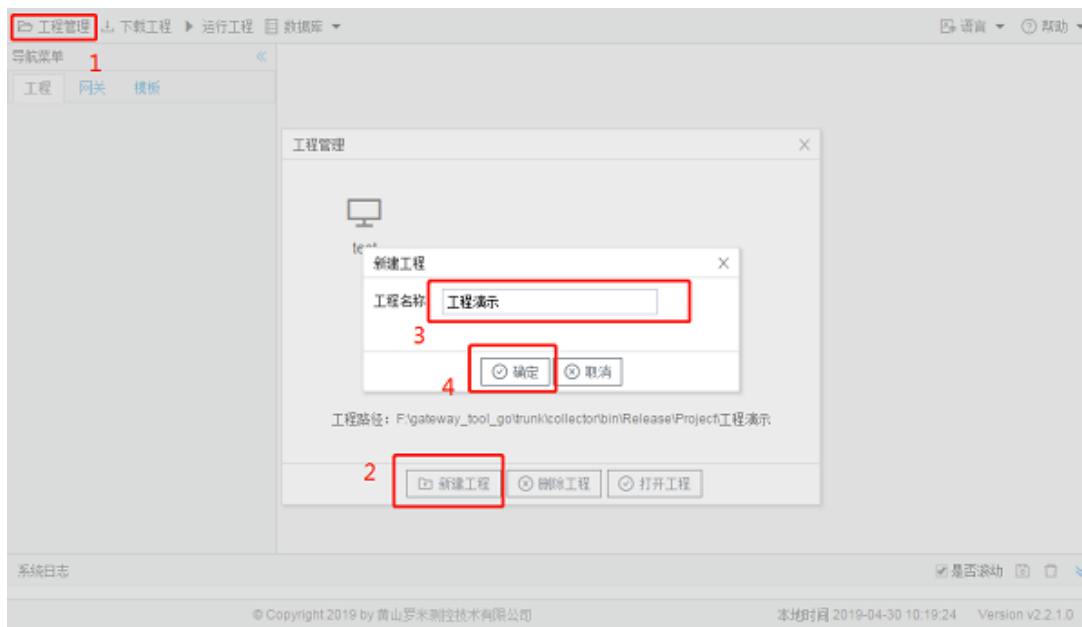 工程管理 下载工程 运行工程 数据库 语言 帮助
导航菜单
1
工程 网关 模板
工程管理
test
新建工程
工程名称 工程演示
3
确定 取消
4
工程路径：F:\gateway_tool_go\trunk\collector\bin\Release\Project\工程演示
2
新建工程 删除工程 打开工程
系统日志 是否滚动
© Copyright 2019 by 黄山罗米测控技术有限公司 本地时间 2019-04-30 10:19:24 Version v2.2.1.0